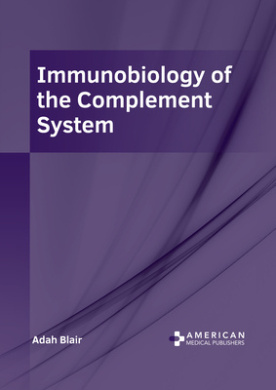 Immunobiology of
the Complement
System
Adah Blair
AMERICAN
MEDICAL PUBLISHERS